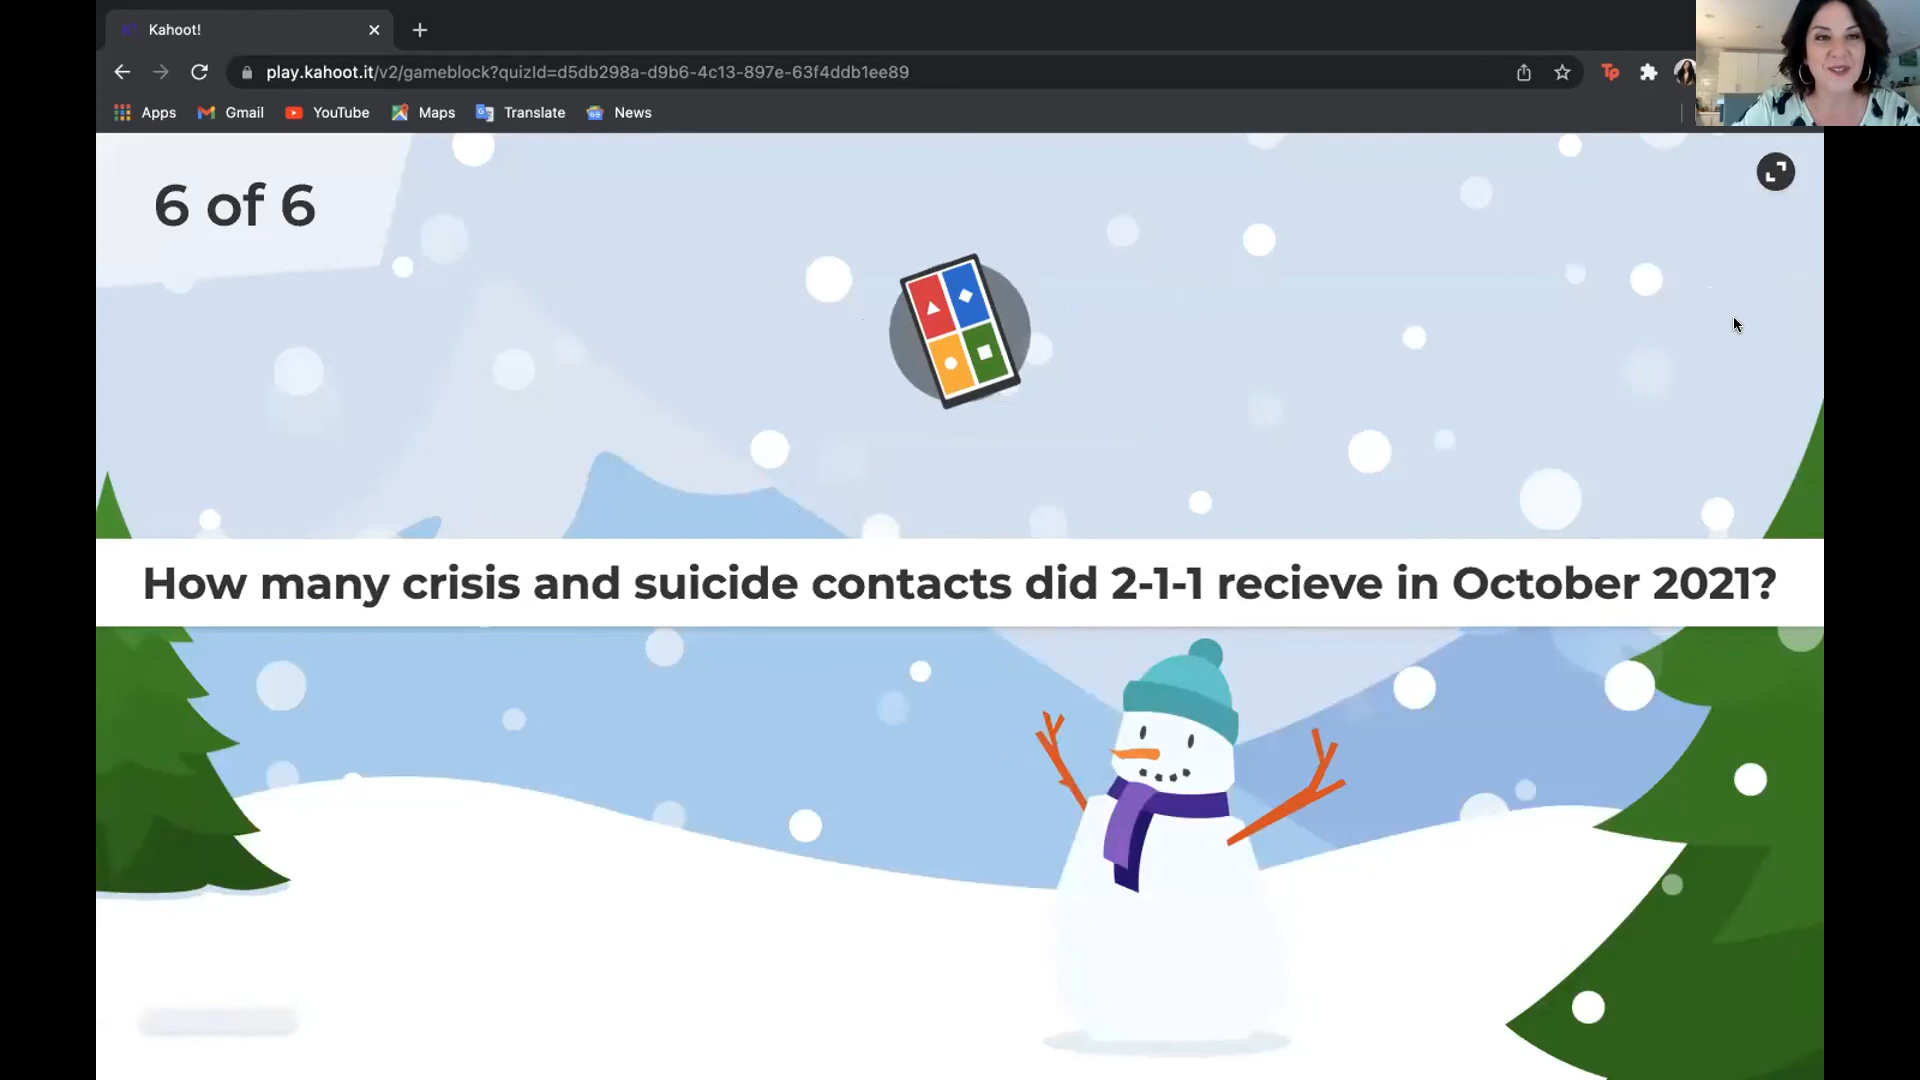 Kahoot!
play.kahoot.it/v2/gameblock?quizId=d5db298a-d9b6-4c13-897e-63f4ddb1ee89
Tp
Apps Gmail YouTube Maps Translate News
6 of 6
How many crisis and suicide contacts did 2-1-1 recieve in October 2021?